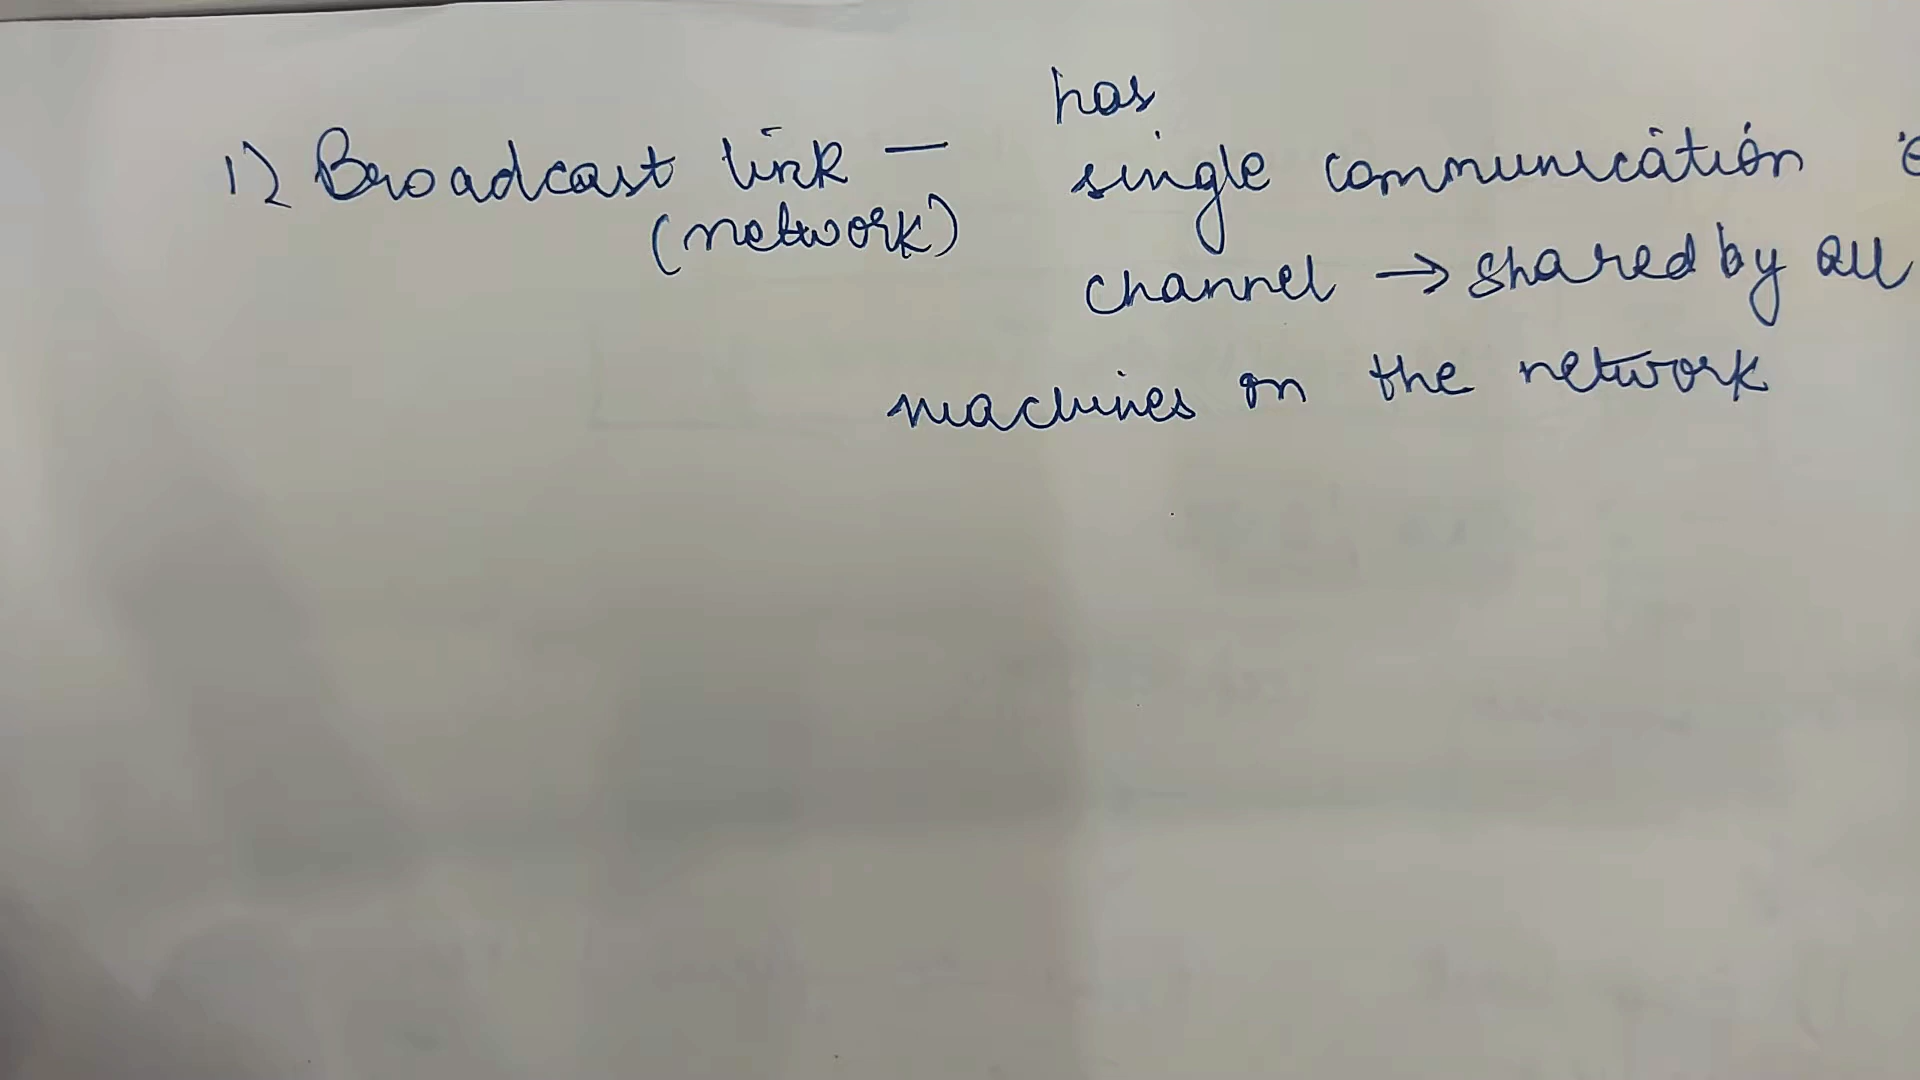 has
1) Broadcast link — single communication
(network)
channel → shared by all
machines on the network